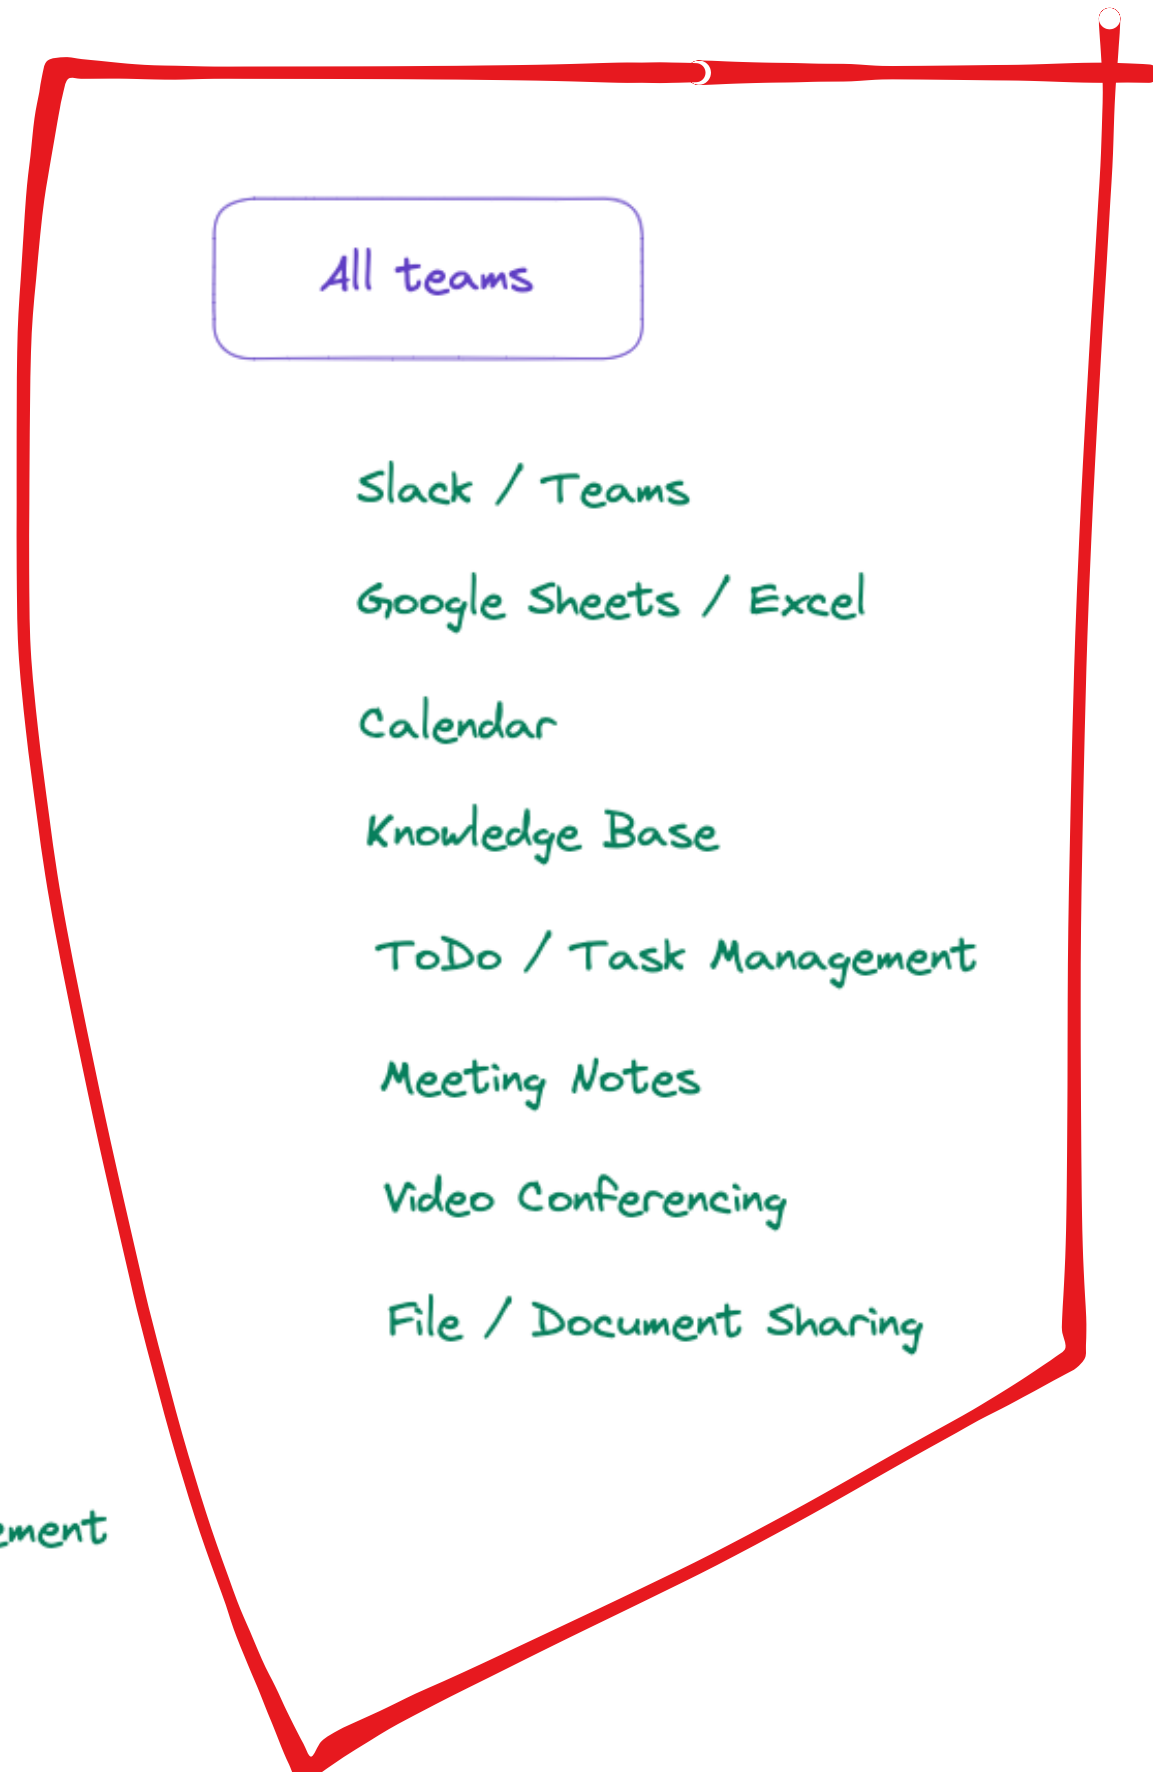 All teams
Slack / Teams
Google Sheets / Excel
Calendar
Knowledge Base
ToDo / Task Management
Meeting Notes
Video Conferencing
File / Document Sharing